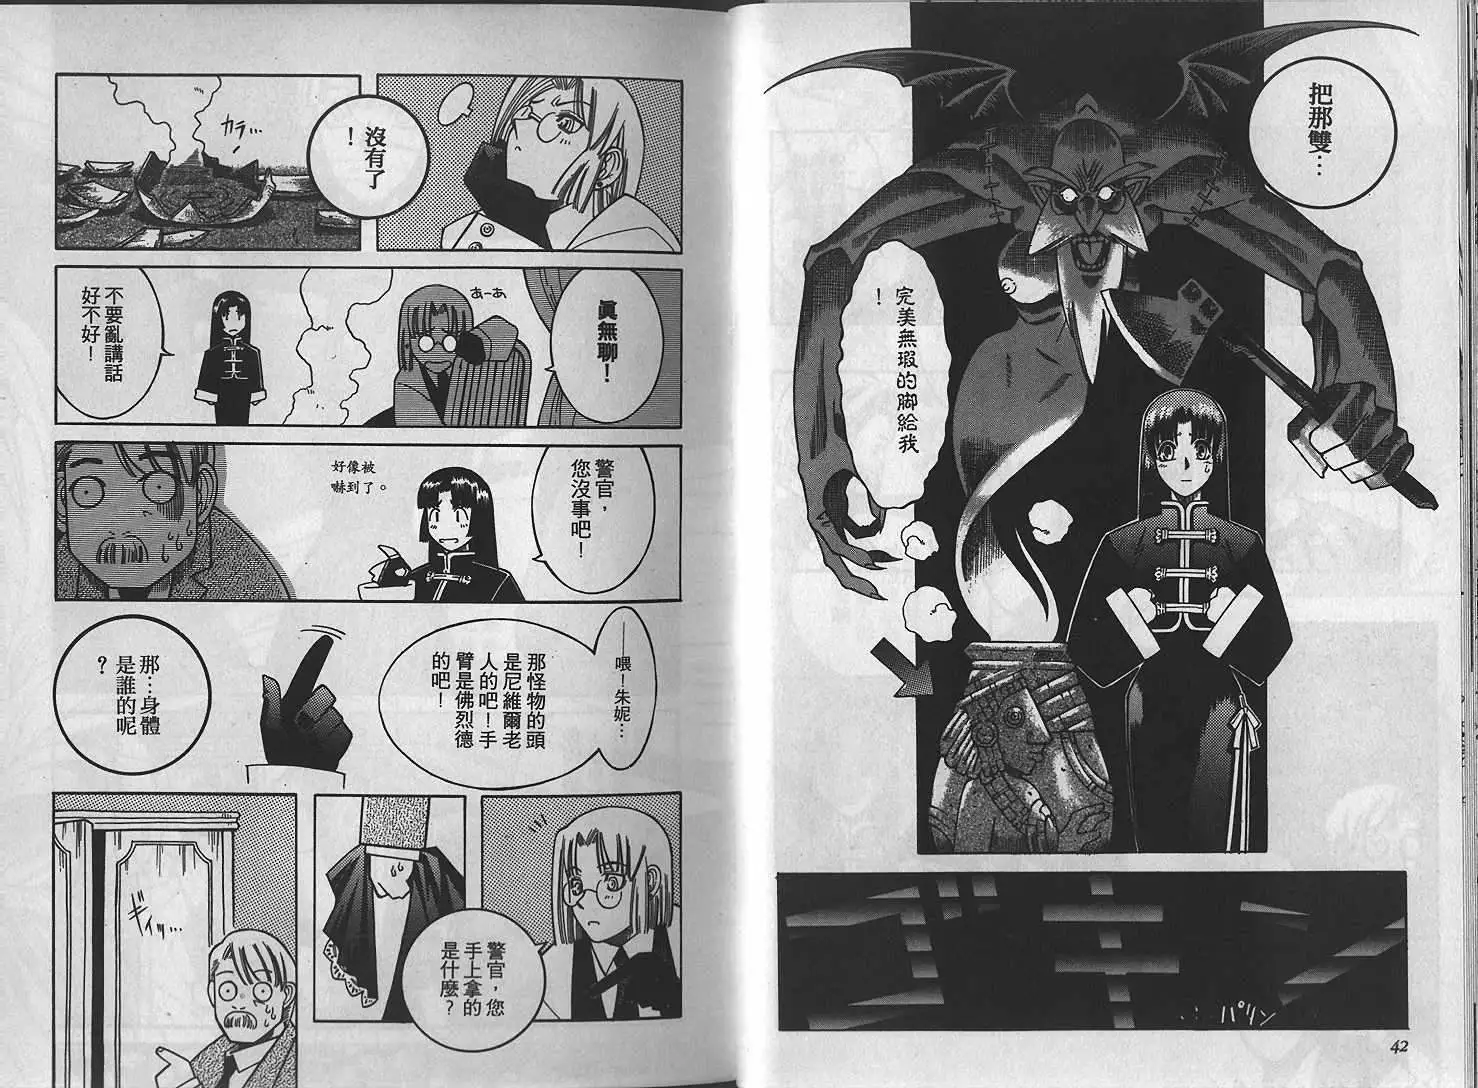 把那雙…
完美無瑕的腳給我
！
パリン
42
沒有了
！
カラ…
眞無聊！
あーあ
不要亂講話
好不好！
警官，
您沒事吧！
好像被
嚇到了。
——喂！朱妮…
那怪物的頭
是尼維爾老
人的吧！手
臂是佛烈德
的吧！
那…身體
是誰的呢
？
警官，您
手上拿的
是什麼？
ギィッ…